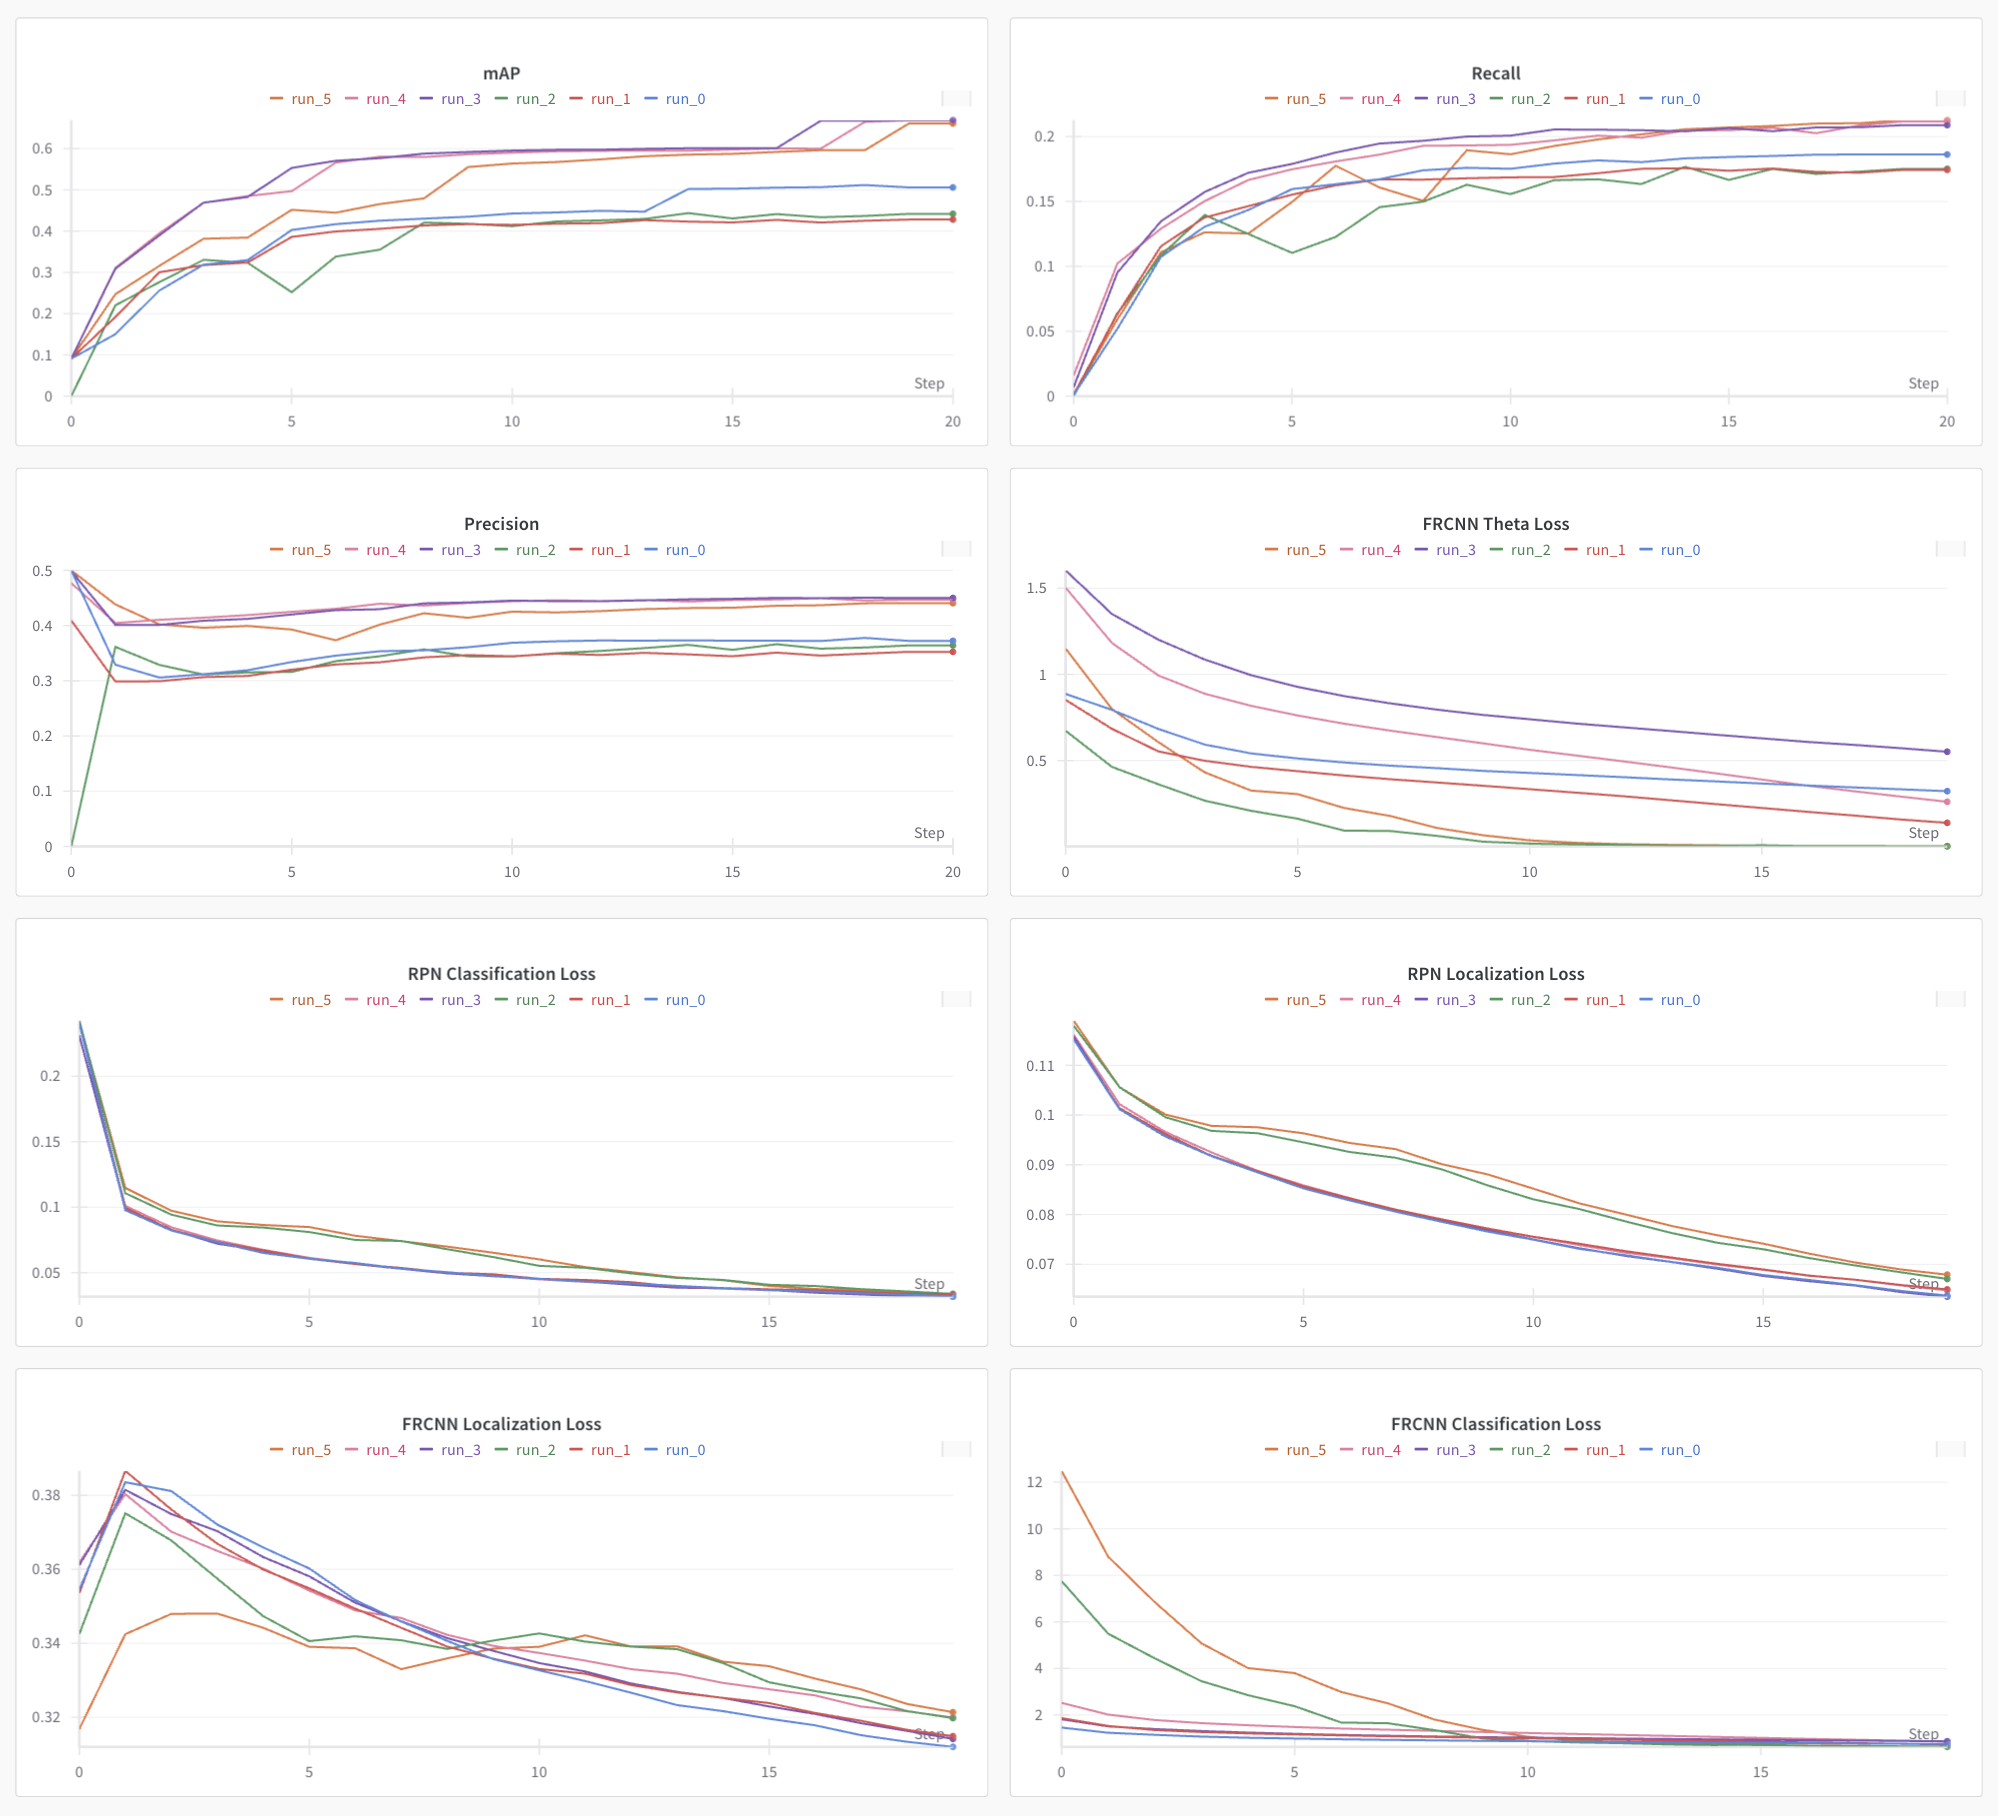 mAP
run_5 run_4 run_3 run_2 run_1 run_0
0.6
0.5
0.4
0.3
0.2
0.1
0
Step
0 5 10 15 20
Recall
run_5 run_4 run_3 run_2 run_1 run_0
0.2
0.15
0.1
0.05
0
Step
0 5 10 15 20
Precision
run_5 run_4 run_3 run_2 run_1 run_0
0.5
0.4
0.3
0.2
0.1
0
Step
0 5 10 15 20
FRCNN Theta Loss
run_5 run_4 run_3 run_2 run_1 run_0
1.5
1
0.5
Step
0 5 10 15
RPN Classification Loss
run_5 run_4 run_3 run_2 run_1 run_0
0.2
0.15
0.1
0.05
Step
0 5 10 15
RPN Localization Loss
run_5 run_4 run_3 run_2 run_1 run_0
0.11
0.1
0.09
0.08
0.07
Step
0 5 10 15
FRCNN Localization Loss
run_5 run_4 run_3 run_2 run_1 run_0
0.38
0.36
0.34
0.32
Step
0 5 10 15
FRCNN Classification Loss
run_5 run_4 run_3 run_2 run_1 run_0
12
10
8
6
4
2
Step
0 5 10 15